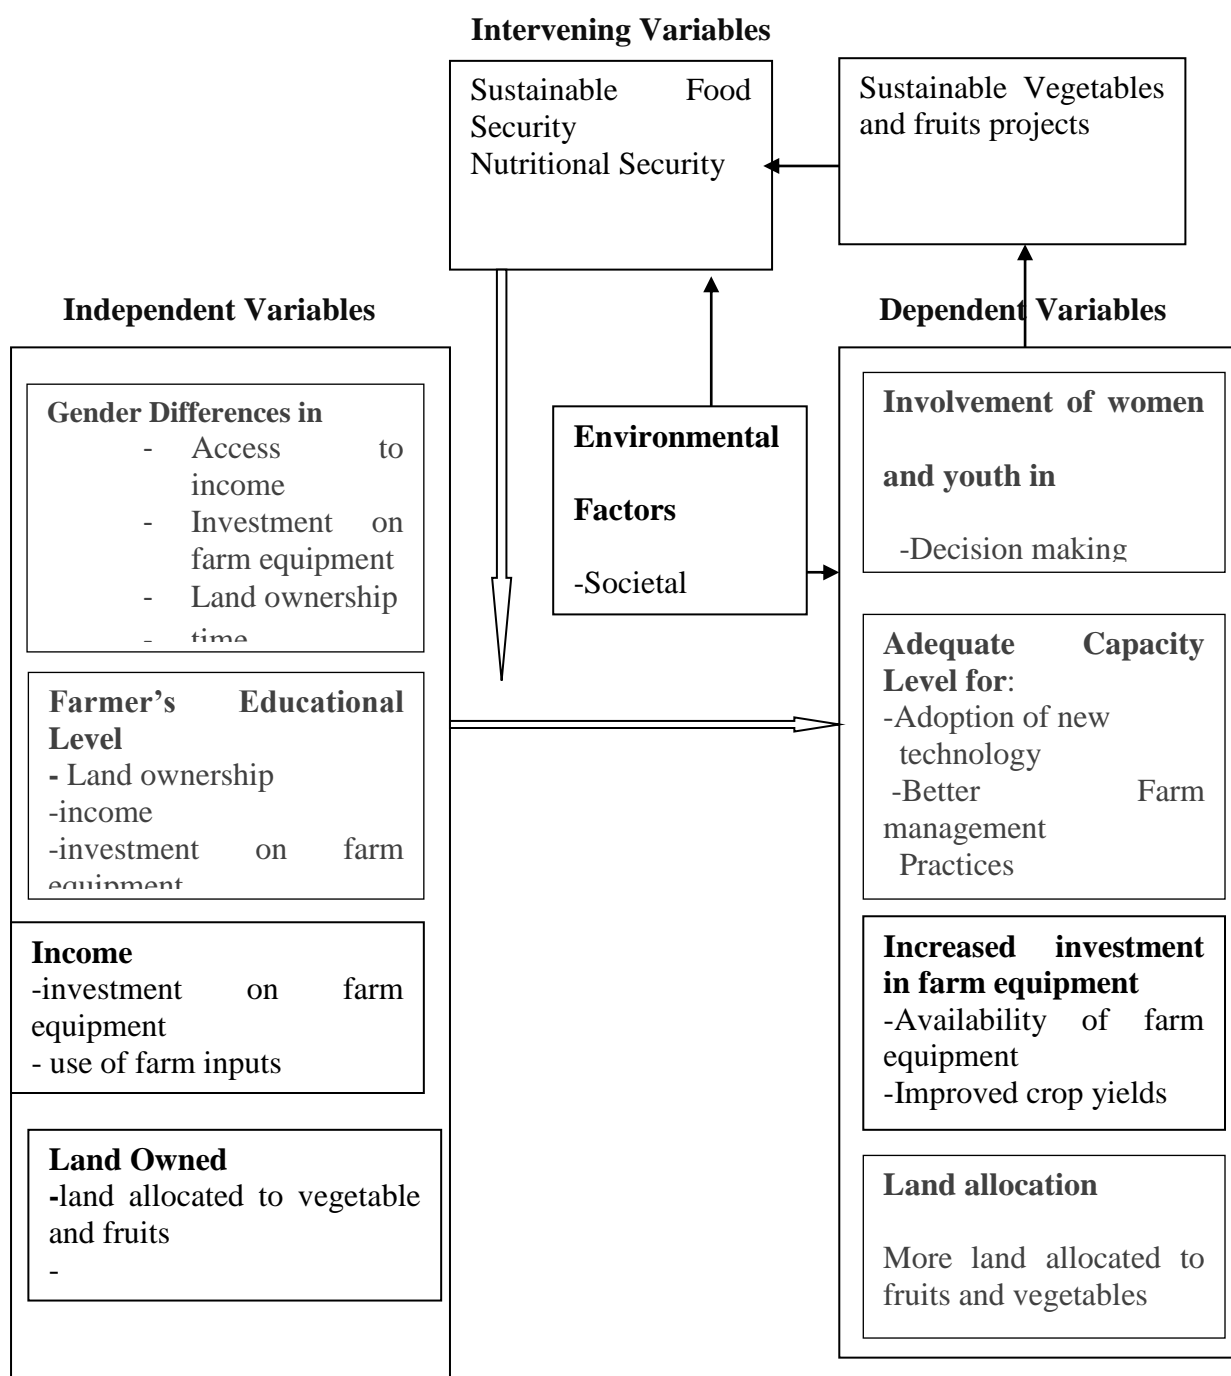 Intervening Variables
Sustainable Food
Security
Nutritional Security
Sustainable Vegetables
and fruits projects
Independent Variables
Dependent Variables
Gender Differences in
- Access to
income
- Investment on
farm equipment
- Land ownership
- time
Farmer’s Educational
Level
- Land ownership
-income
-investment on farm
equipment
Income
-investment on farm
equipment
- use of farm inputs
Land Owned
-land allocated to vegetable
and fruits
-
Environmental
Factors
-Societal
Involvement of women
and youth in
-Decision making
Adequate Capacity
Level for:
-Adoption of new
technology
-Better Farm
management
Practices
Increased investment
in farm equipment
-Availability of farm
equipment
-Improved crop yields
Land allocation
More land allocated to
fruits and vegetables